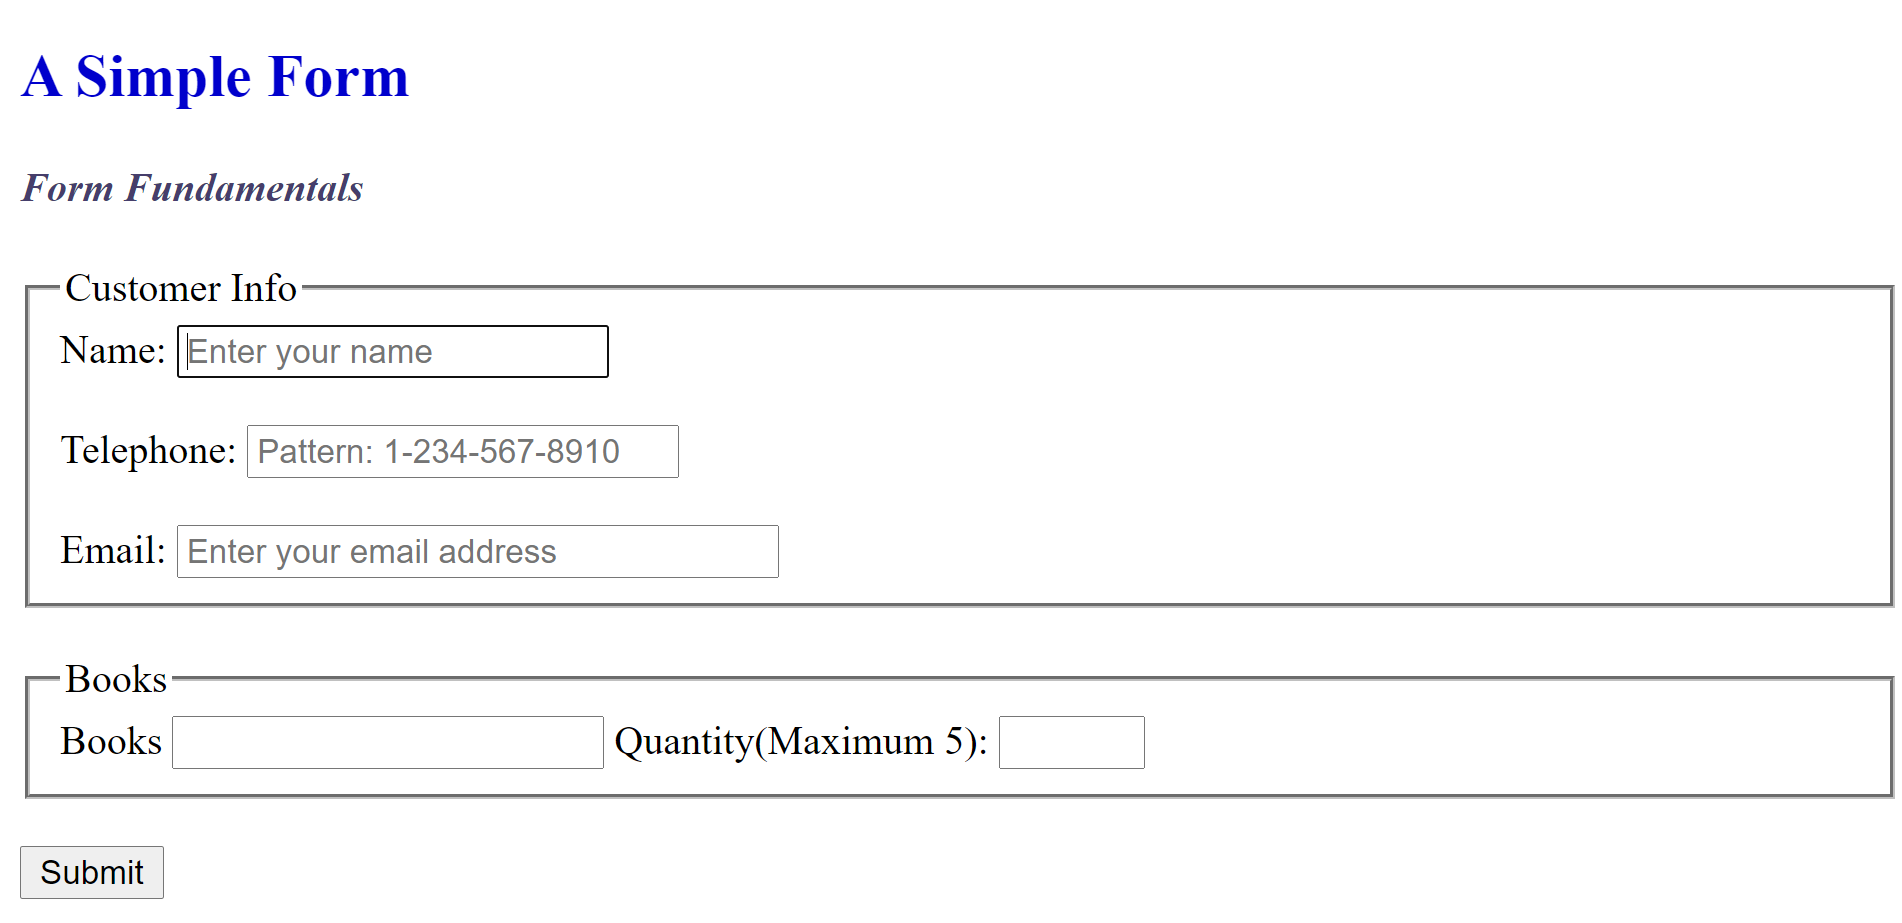 A Simple Form
Form Fundamentals
Customer Info
Name: Enter your name
Telephone: Pattern: 1-234-567-8910
Email: Enter your email address
Books
Books Quantity(Maximum 5):
Submit